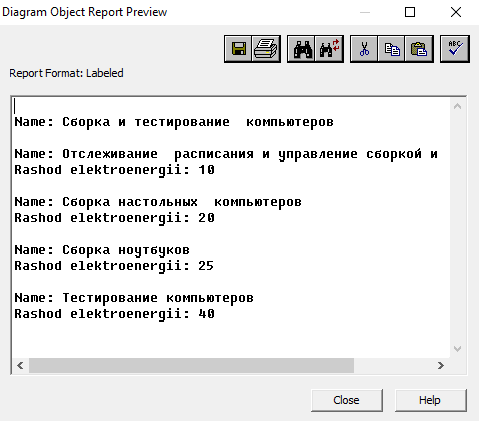 Diagram Object Report Preview
ABC
Report Format: Labeled
Name: Сборка и тестирование  компьютеров
Name: Отслеживание  расписания и управление сборкой и
Rashod elektroenergii: 10
Name: Сборка настольных  компьютеров
Rashod elektroenergii: 20
Name: Сборка ноутбуков
Rashod elektroenergii: 25
Name: Тестирование компьютеров
Rashod elektroenergii: 40
Close Help